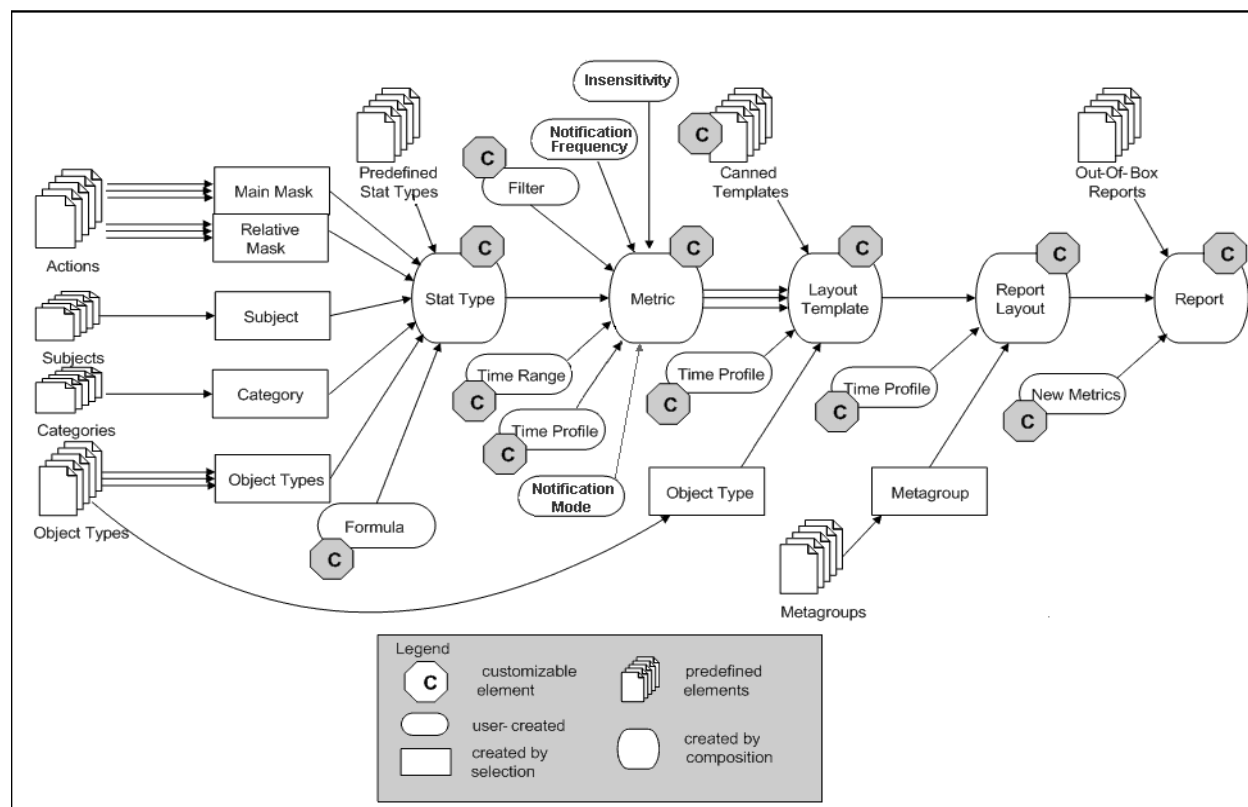 Insensitivity
Notification
Frequency
C
C
Filter
Predefined
Stat Types
Canned
Templates
Out-Of-Box
Reports
Main Mask
Relative
Mask
Actions
C
C
C
C
C
Stat Type
Metric
Layout
Template
Report
Layout
Report
Subject
Subjects
Time Range
C
Time Profile
C
Time Profile
C
Time Profile
C
New Metrics
C
Category
Categories
Object Types
Object Types
Notification
Mode
Object Type
Metagroup
Formula
C
Metagroups
Legend
C
customizable
element
predefined
elements
user- created
created by
selection
created by
composition